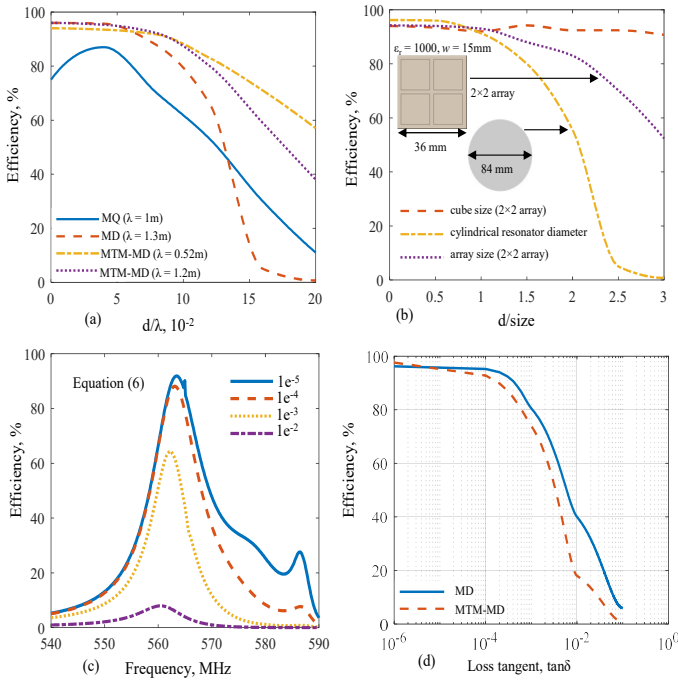 100
80
60
40
20
0
Efficiency, %
MQ (λ = 1m)
MD (λ = 1.3m)
MTM-MD (λ = 0.52m)
MTM-MD (λ = 1.2m)
0 5 10 15 20
(a)
d/λ, 10⁻²
100
80
60
40
20
0
Efficiency, %
εᵣ = 1000, w = 15mm
2×2 array
36 mm
84 mm
cube size (2×2 array)
cylindrical resonator diameter
array size (2×2 array)
0 0.5 1 1.5 2 2.5 3
(b)
d/size
100
80
60
40
20
0
Efficiency, %
Equation (6)
1e⁻⁵
1e⁻⁴
1e⁻³
1e⁻²
540 550 560 570 580 590
(c)
Frequency, MHz
100
80
60
40
20
0
Efficiency, %
MD
MTM-MD
10⁻⁶ 10⁻⁴ 10⁻² 10⁰
(d)
Loss tangent, tanδ